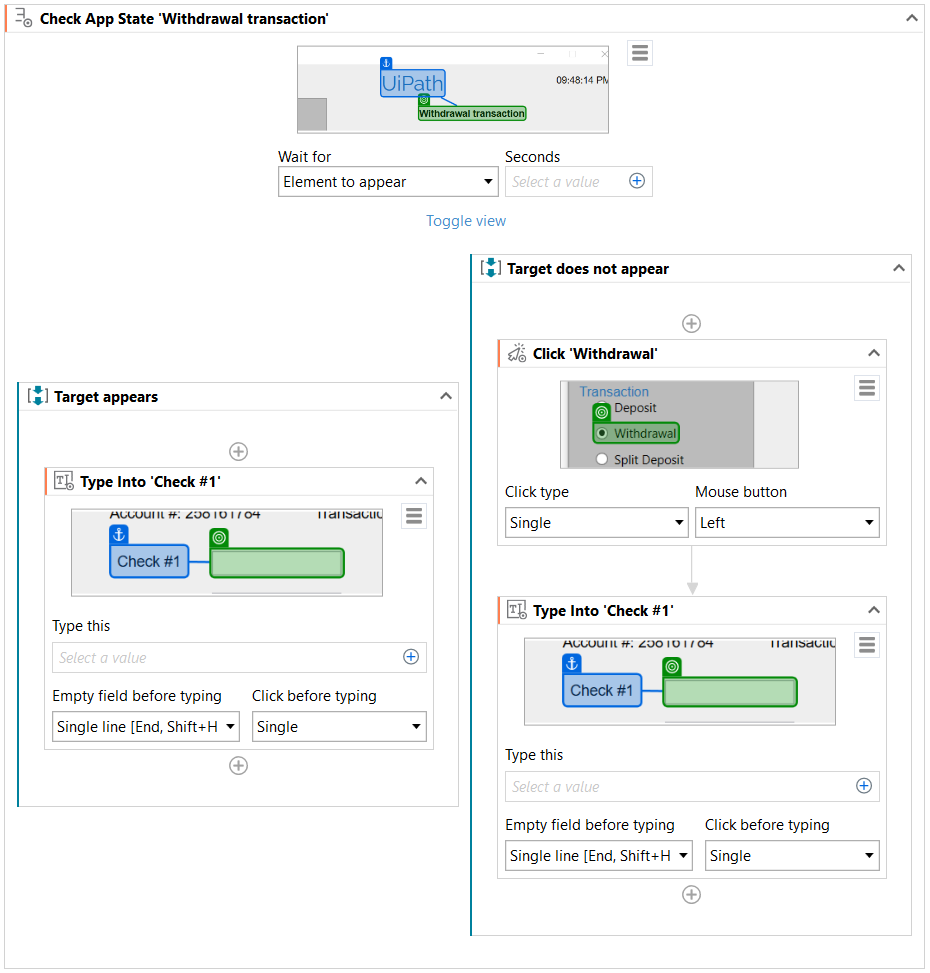 Check App State 'Withdrawal transaction'
UiPath
09:48:14 PM
Withdrawal transaction
Wait for
Seconds
Element to appear
Select a value
Toggle view
Target appears
Type Into 'Check #1'
Account #: 258161784
Check #1
Type this
Select a value
Empty field before typing
Click before typing
Single line [End, Shift+H
Single
Target does not appear
Click 'Withdrawal'
Transaction
Deposit
Withdrawal
Split Deposit
Click type
Mouse button
Single
Left
Type Into 'Check #1'
Account #: 258161784
Check #1
Type this
Select a value
Empty field before typing
Click before typing
Single line [End, Shift+H
Single